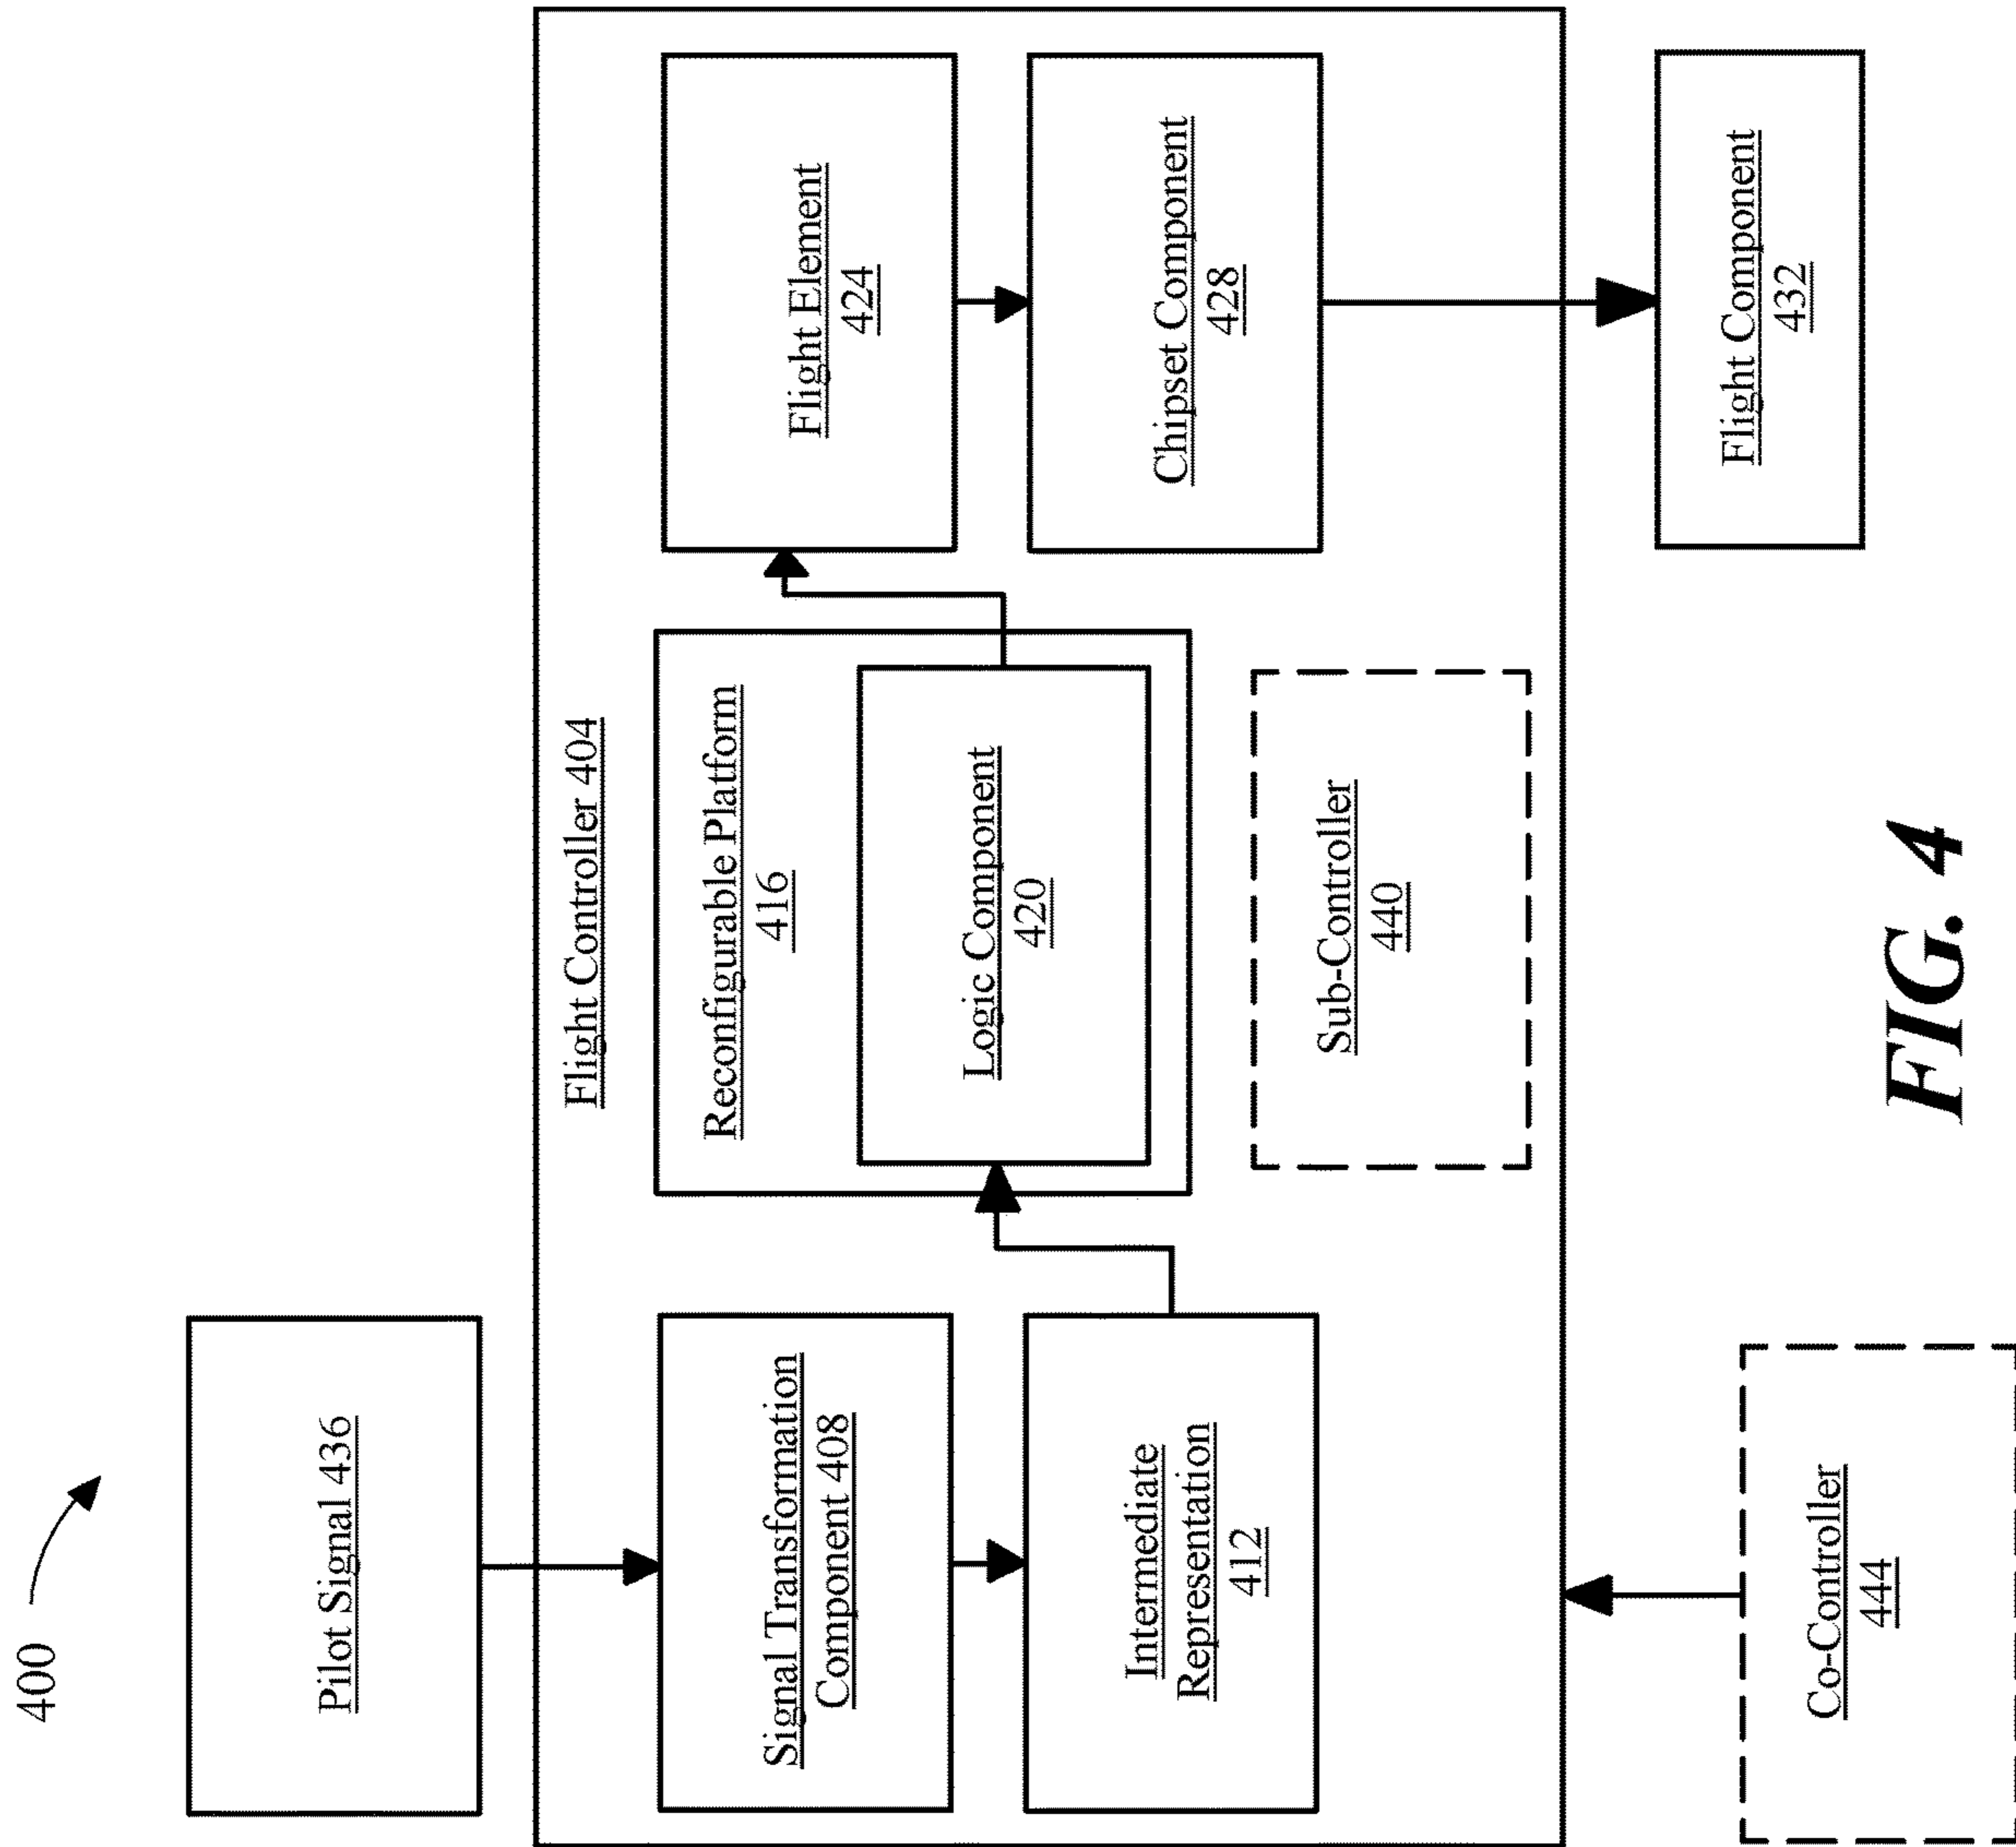 400
Pilot Signal 436
Flight Controller 404
Signal Transformation
Component 408
Intermediate
Representation
412
Reconfigurable Platform
416
Logic Component
420
Flight Element
424
Chipset Component
428
Sub-Controller
440
Co-Controller
444
Flight Component
432
FIG. 4